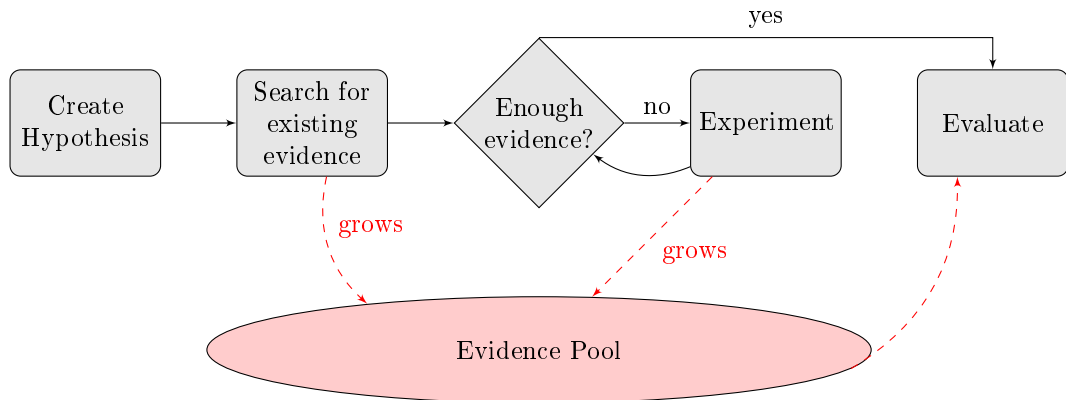 yes
Create
Hypothesis
Search for
existing
evidence
Enough
evidence?
no
Experiment
Evaluate
grows
grows
Evidence Pool